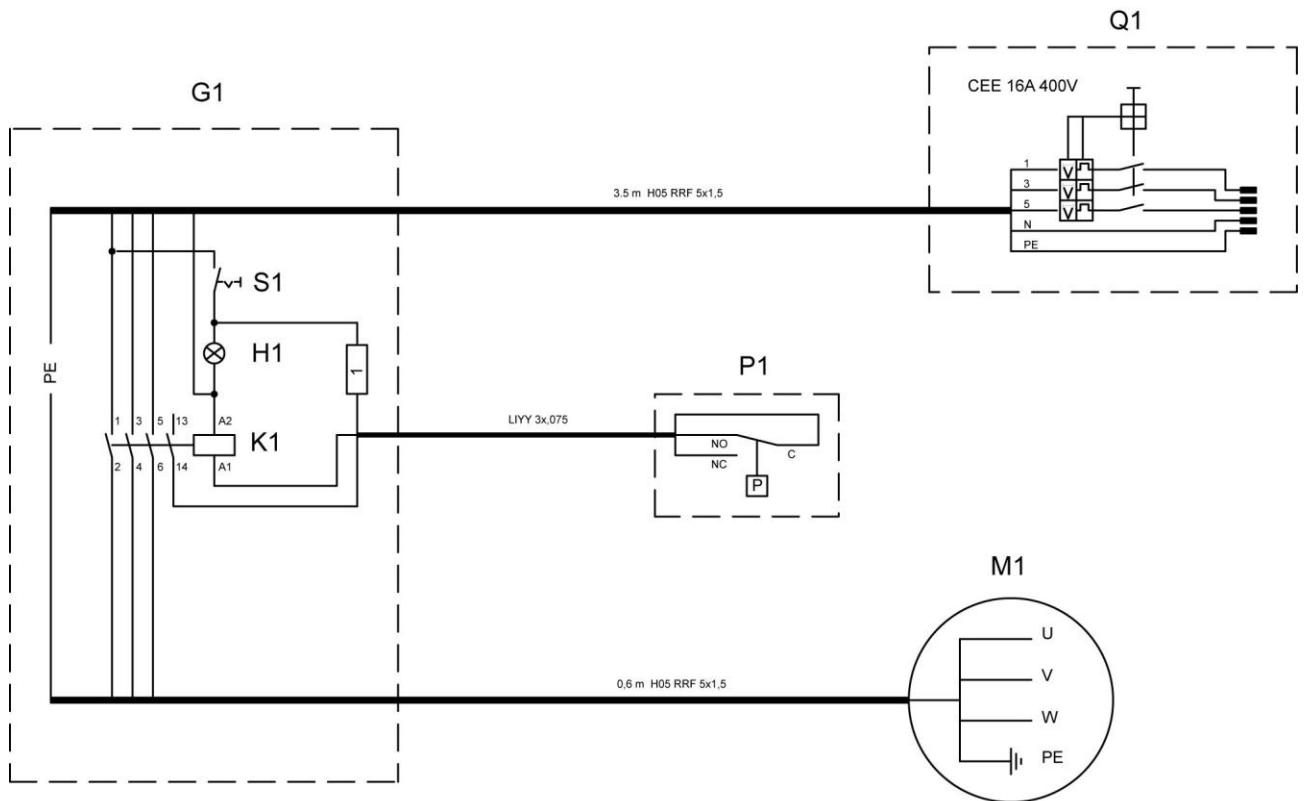 Q1
CEE 16A 400V
1
3
5
N
PE
G1
3.5 m H05 RRF 5x1,5
S1
H1
1
PE
P1
LIYY 3x,075
NO
NC
C
P
1 3 5 13 A2
K1
2 4 6 14 A1
M1
U
V
W
PE
0,6 m H05 RRF 5x1,5